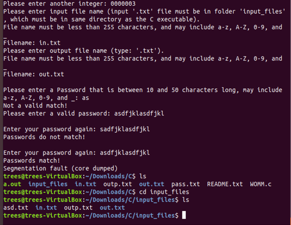 Please enter another integer: 0000003
Please enter input file name (input '.txt' file must be in folder 'input_files'
, which must be in same directory as the C executable).
File name must be less than 255 characters, and may include a-z, A-Z, 0-9, and
_
Filename: in.txt
Please enter output file name (type: '.txt').
File name must be less than 255 characters, and may include a-z, A-Z, 0-9, and
_
Filename: out.txt

Please enter a Password that is between 10 and 50 characters long, may include
a-z, A-Z, 0-9, and _: as
Not a valid match!
Please enter a valid password: asdfjklasdfjkl

Enter your password again: sadfjklasdfjkl
Passwords do not match!

Enter your password again: asdfjklasdfjkl
Passwords match!
Segmentation fault (core dumped)
trees@trees-VirtualBox:~/Downloads/C$ ls
a.out input_files in.txt outp.txt out.txt pass.txt README.txt WOMM.c
trees@trees-VirtualBox:~/Downloads/C$ cd input_files
trees@trees-VirtualBox:~/Downloads/C/input_files$ ls
asd.txt in.txt outp.txt out.txt
trees@trees-VirtualBox:~/Downloads/C/input_files$